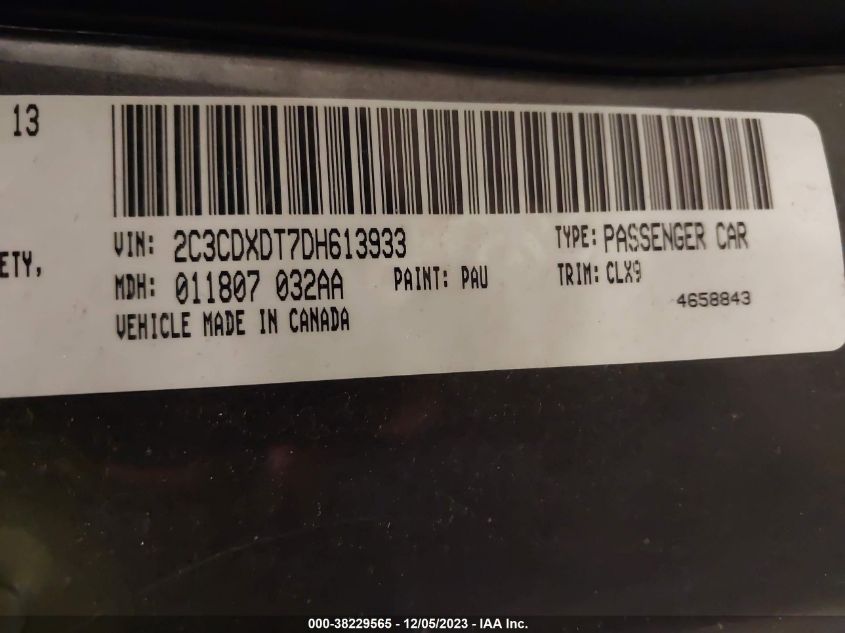 13
VIN: 2C3CDXDT7DH613933 TYPE: PASSENGER CAR
ETY,
MDH: 011807 032AA PAINT: PAU TRIM: CLX9
4658843
VEHICLE MADE IN CANADA
000-38229565 - 12/05/2023 - IAA Inc.